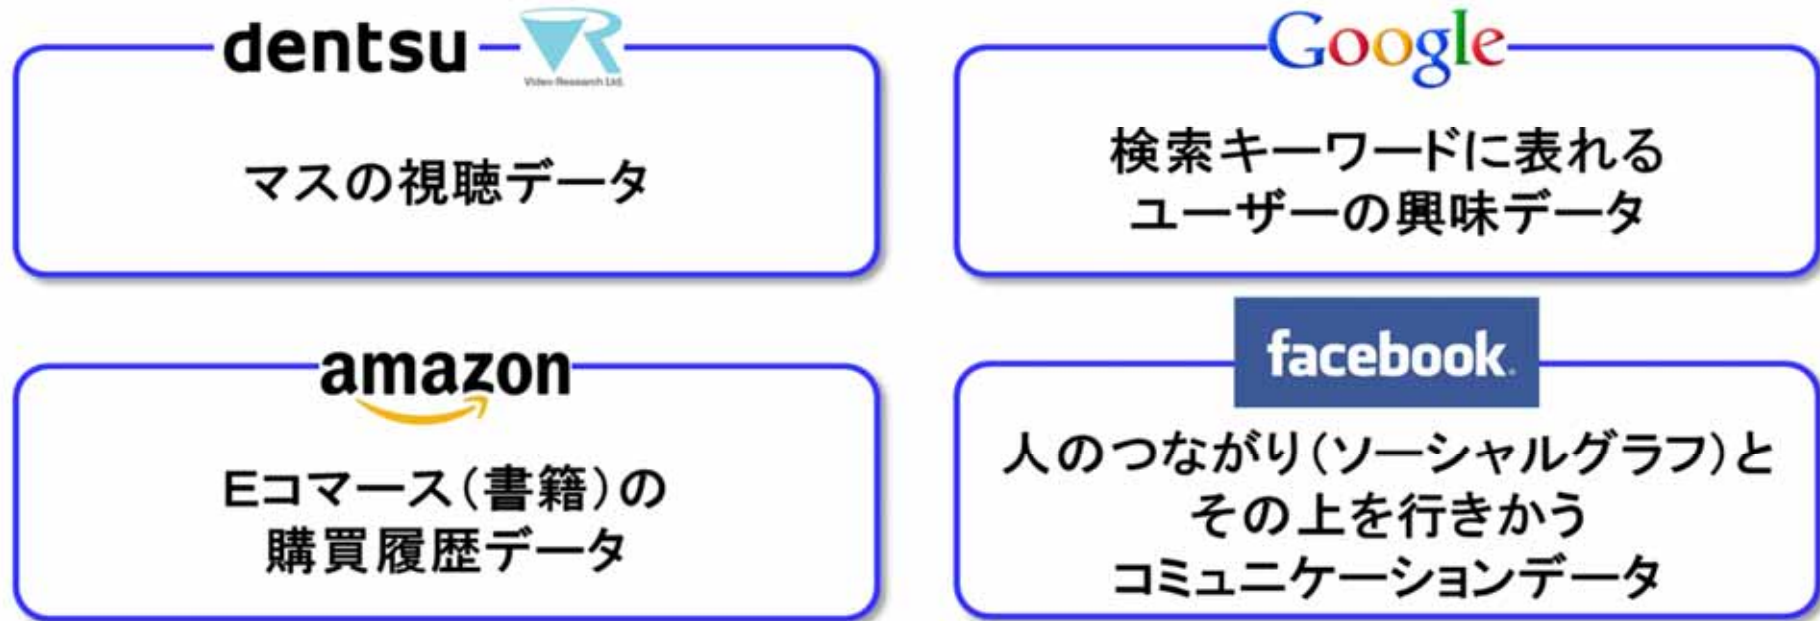 dentsu
VR
Video Research Ltd.
マスの視聴データ
Google
検索キーワードに表れる
ユーザーの興味データ
amazon
Eコマース(書籍)の
購買履歴データ
facebook.
人のつながり(ソーシャルグラフ)と
その上を行きかう
コミュニケーションデータ